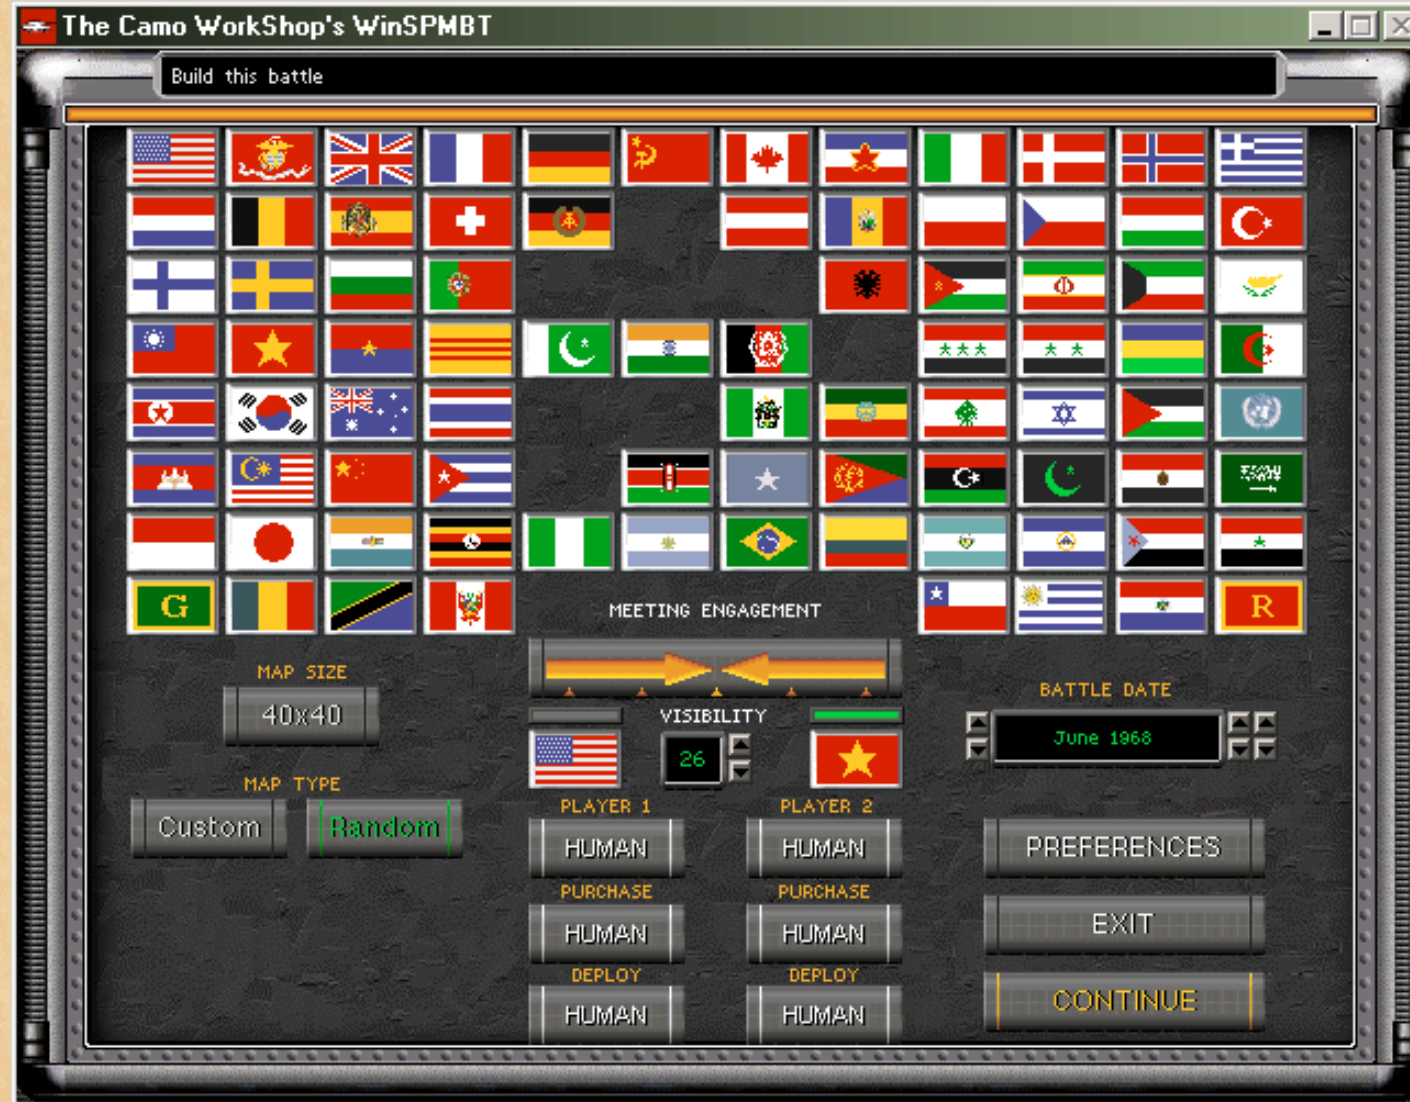 The Camo WorkShop's WinSPMBT
Build this battle
G
R
MEETING ENGAGEMENT
MAP SIZE
40x40
VISIBILITY
26
BATTLE DATE
June 1968
MAP TYPE
Custom
Random
PLAYER 1
PLAYER 2
HUMAN
HUMAN
PREFERENCES
PURCHASE
PURCHASE
HUMAN
HUMAN
EXIT
DEPLOY
DEPLOY
HUMAN
HUMAN
CONTINUE